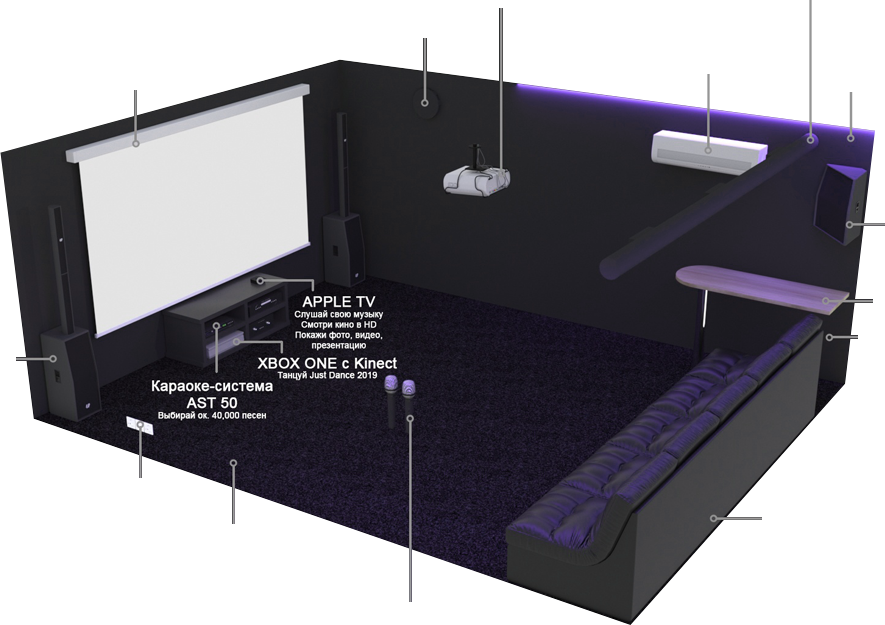 APPLE TV
Слушай свою музыку
Смотри кино в HD
Покажи фото, видео,
презентацию
XBOX ONE с Kinect
Танцуй Just Dance 2019
Караоке-система
AST 50
Выбирай ок. 40,000 песен